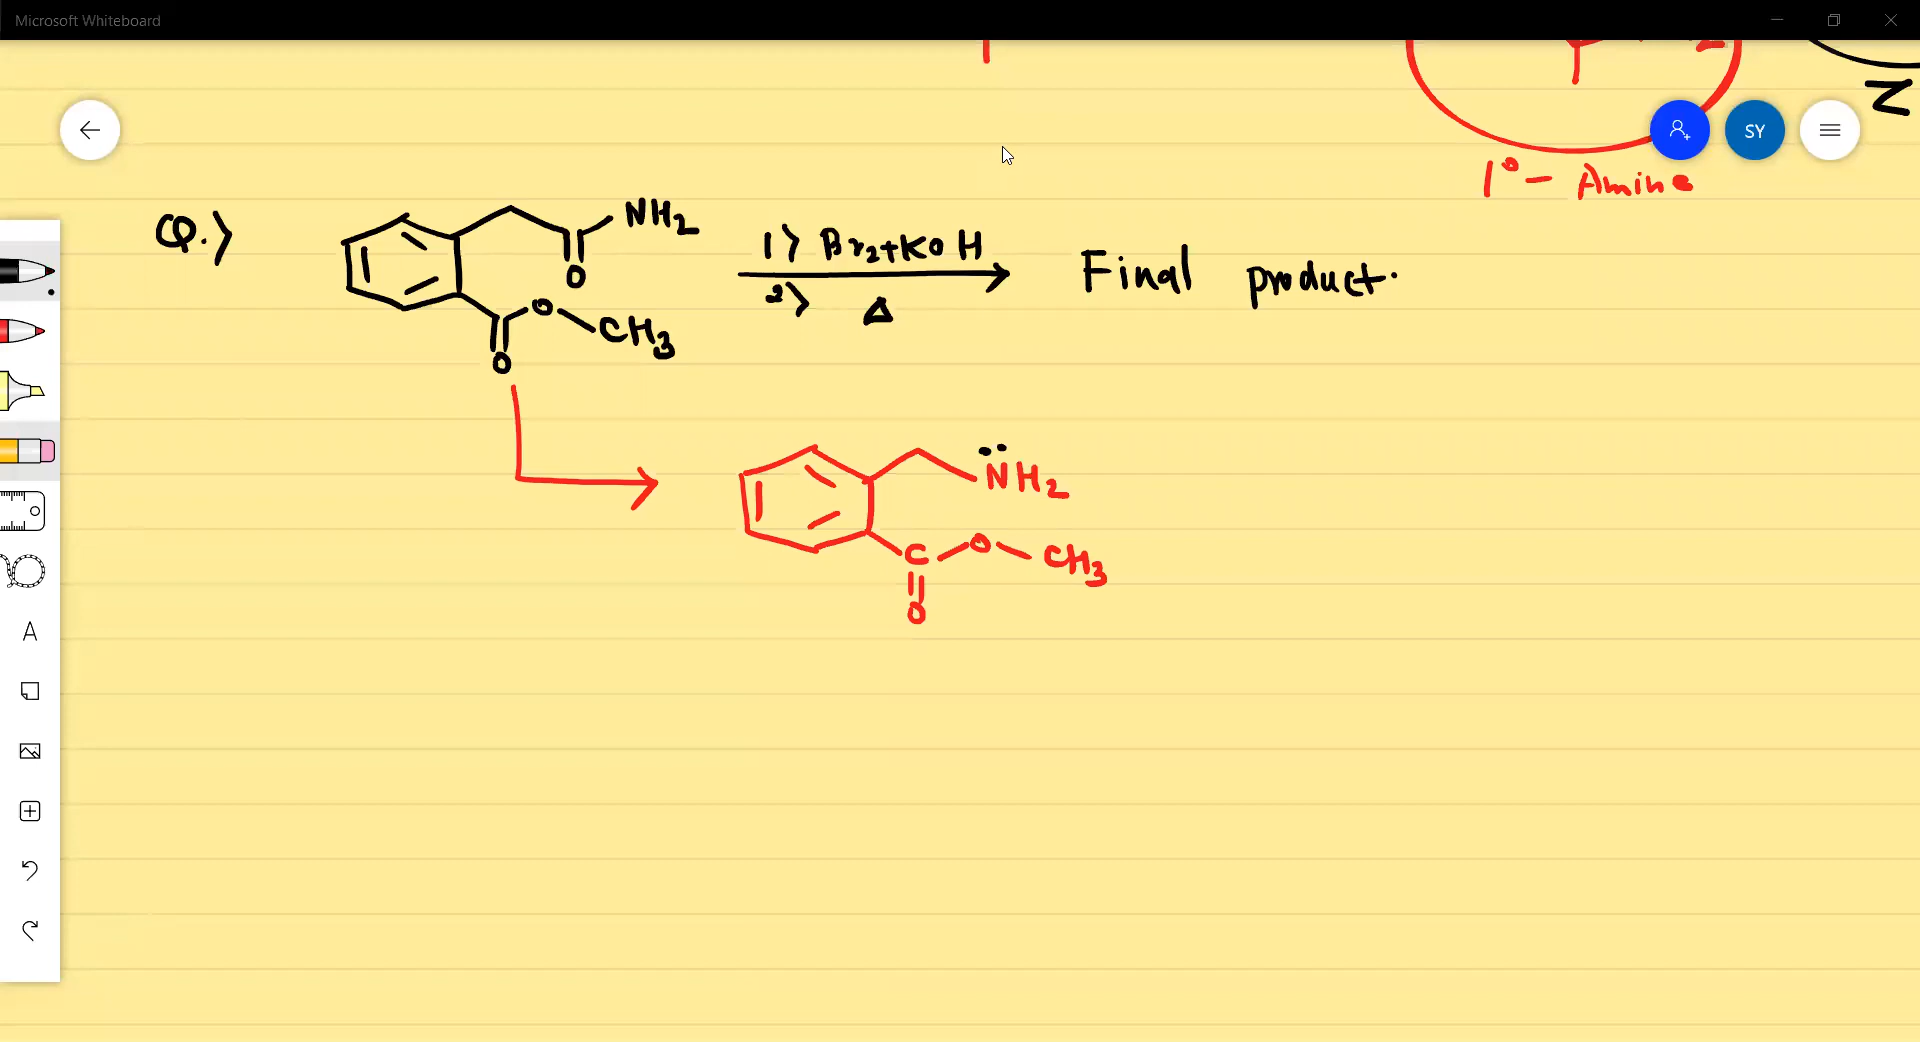 Microsoft Whiteboard
SY
1° - Amine
Q.> NH2 1> Br2+KOH Final product.
O
2> Δ
O CH3
O
NH2
C O CH3
O
A